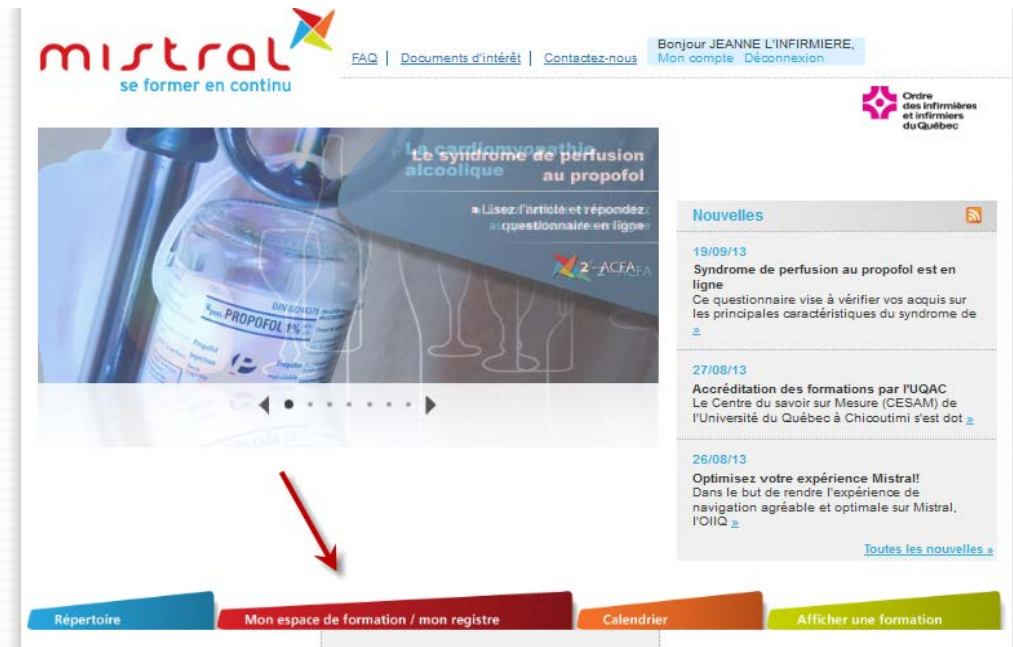 mistral
se former en continu
FAQ | Documents d'intérêt | Contactez-nous
Bonjour JEANNE L'INFIRMIERE,
Mon compte Déconnexion
Ordre
des infirmières
et infirmiers
du Québec
La cardiomyopathie
alcoolique
Le syndrome de perfusion
au propofol
Lisez l'article et répondez
au questionnaire en ligne
2 ACFA
PROPOFOL 1%
Propofol
Nouvelles
19/09/13
Syndrome de perfusion au propofol est en
ligne
Ce questionnaire vise à vérifier vos acquis sur
les principales caractéristiques du syndrome de
»
27/08/13
Accréditation des formations par l'UQAC
Le Centre du savoir sur Mesure (CESAM) de
l'Université du Québec à Chicoutimi s'est dot »
26/08/13
Optimisez votre expérience Mistral!
Dans le but de rendre l'expérience de
navigation agréable et optimale sur Mistral,
l'OIIQ »
Toutes les nouvelles »
Répertoire
Mon espace de formation / mon registre
Calendrier
Afficher une formation